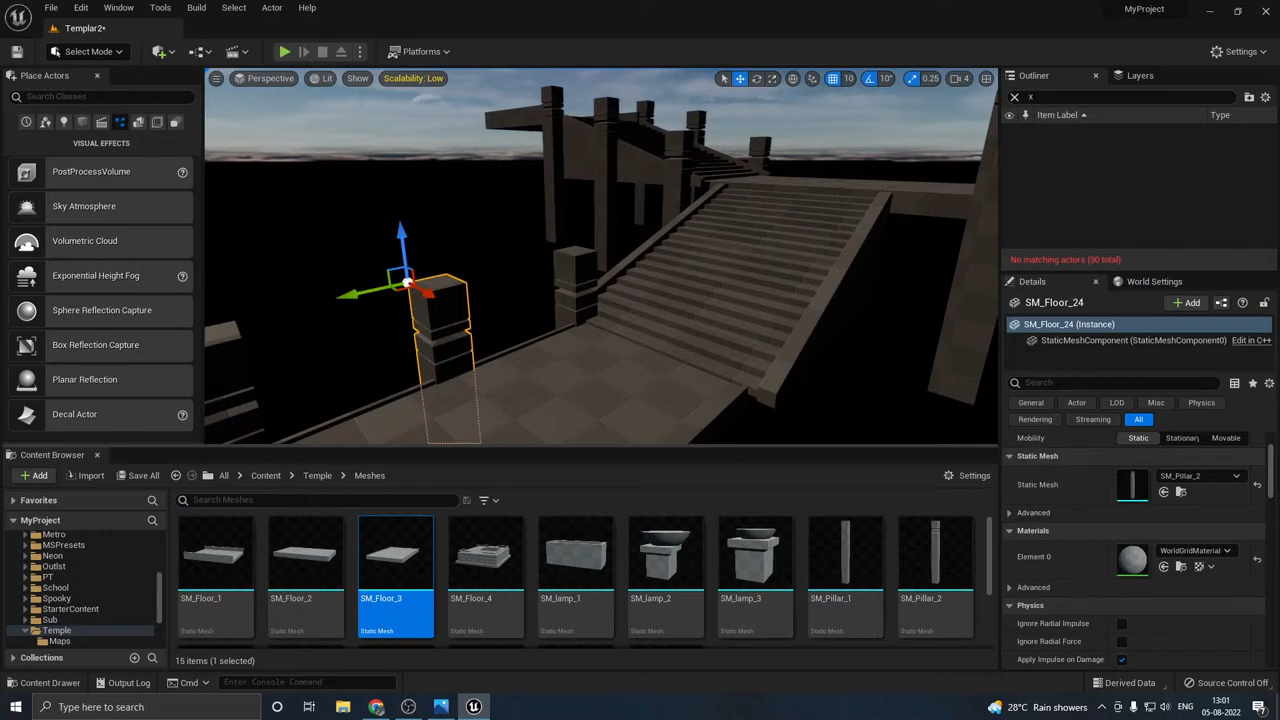 File Edit Window Tools Build Select Actor Help
MyProject
Templar2*
Select Mode
Platforms
Settings
Place Actors
Search Classes
VISUAL EFFECTS
PostProcessVolume
Sky Atmosphere
Volumetric Cloud
Exponential Height Fog
Sphere Reflection Capture
Box Reflection Capture
Planar Reflection
Decal Actor
Perspective Lit Show Scalability: Low
10 10° 0.25 4
Outliner Layers
x
Item Label Type
No matching actors (30 total)
Details World Settings
SM_Floor_24
Add
SM_Floor_24 (Instance)
StaticMeshComponent (StaticMeshComponent0) Edit in C++
Search
General Actor LOD Misc Physics
Rendering Streaming All
Mobility Static Stationary Movable
Static Mesh
Static Mesh SM_Pillar_2
Advanced
Materials
Element 0 WorldGridMaterial
Advanced
Physics
Ignore Radial Impulse
Ignore Radial Force
Apply Impulse on Damage
Content Browser
Add Import Save All All Content Temple Meshes Settings
Favorites
MyProject
Metro
MSPresets
Neon
Outlst
PT
School
Spooky
StarterContent
Sub
Temple
Maps
Collections
Search Meshes
SM_Floor_1 SM_Floor_2 SM_Floor_3 SM_Floor_4 SM_lamp_1 SM_lamp_2 SM_lamp_3 SM_Pillar_1 SM_Pillar_2
Static Mesh Static Mesh Static Mesh Static Mesh Static Mesh Static Mesh Static Mesh Static Mesh Static Mesh
15 items (1 selected)
Content Drawer Output Log Cmd Enter Console Command Derived Data Source Control Off
Type here to search
28°C Rain showers
ENG
13:01
05-08-2022